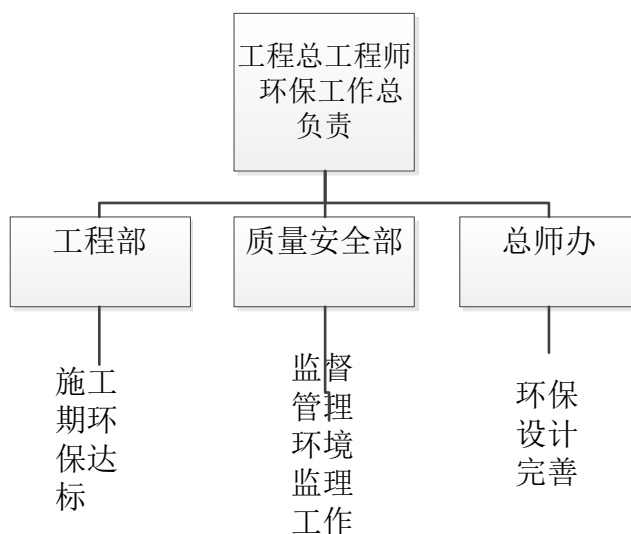 工程总工程师
环保工作总
负责
工程部
质量安全部
总师办
施工
期环
保达
标
监督
管理
环境
监理
工作
环保
设计
完善